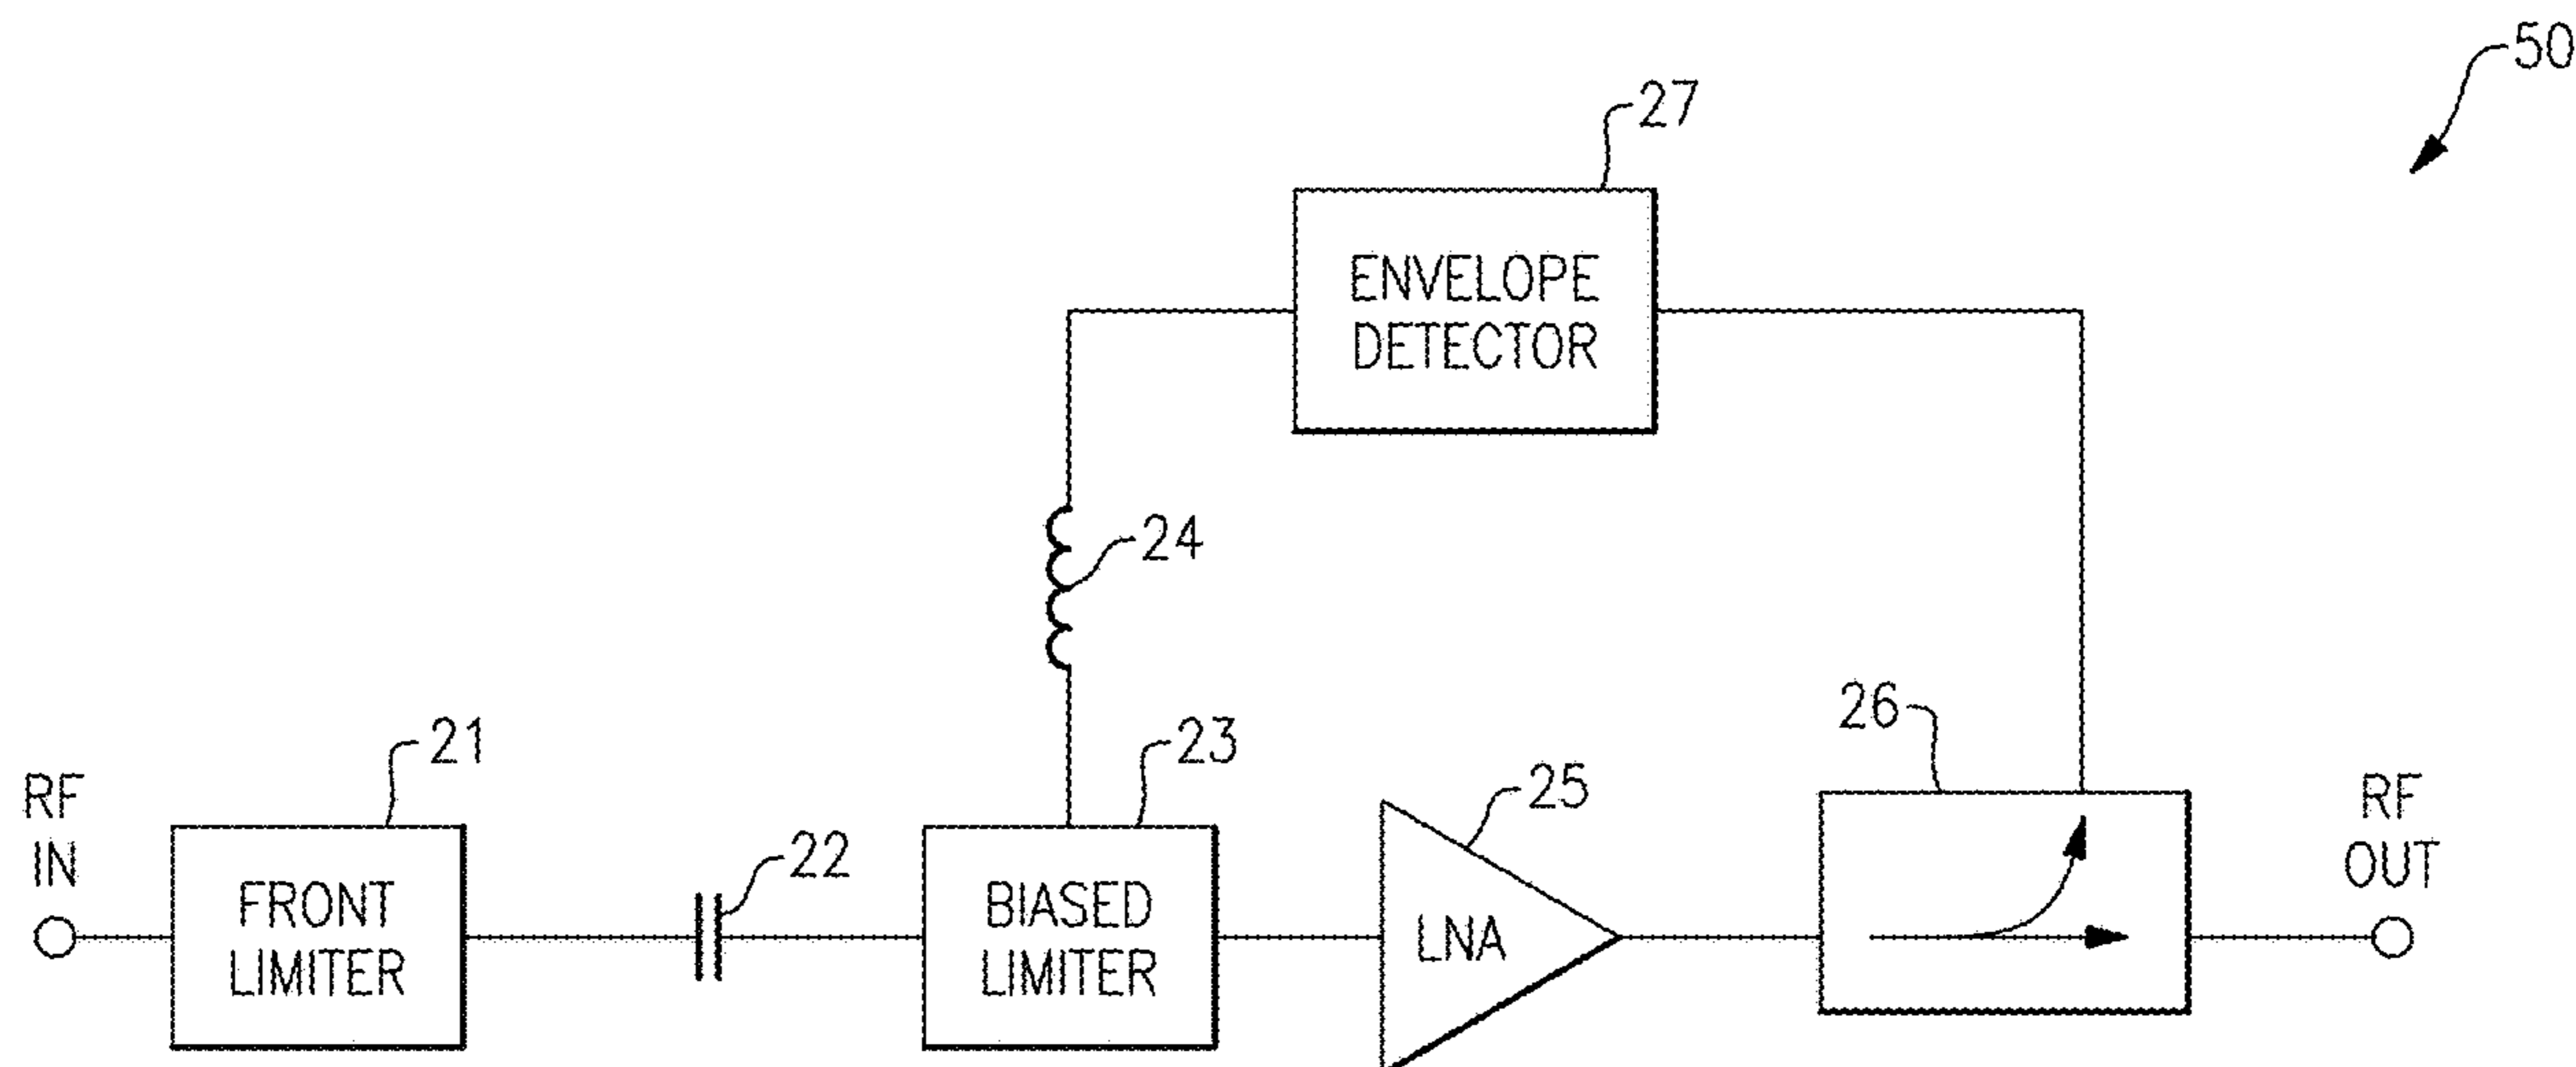 50
27
ENVELOPE
DETECTOR
24
26
21
23
RF
IN
25
RF
OUT
22
FRONT
LIMITER
BIASED
LIMITER
LNA